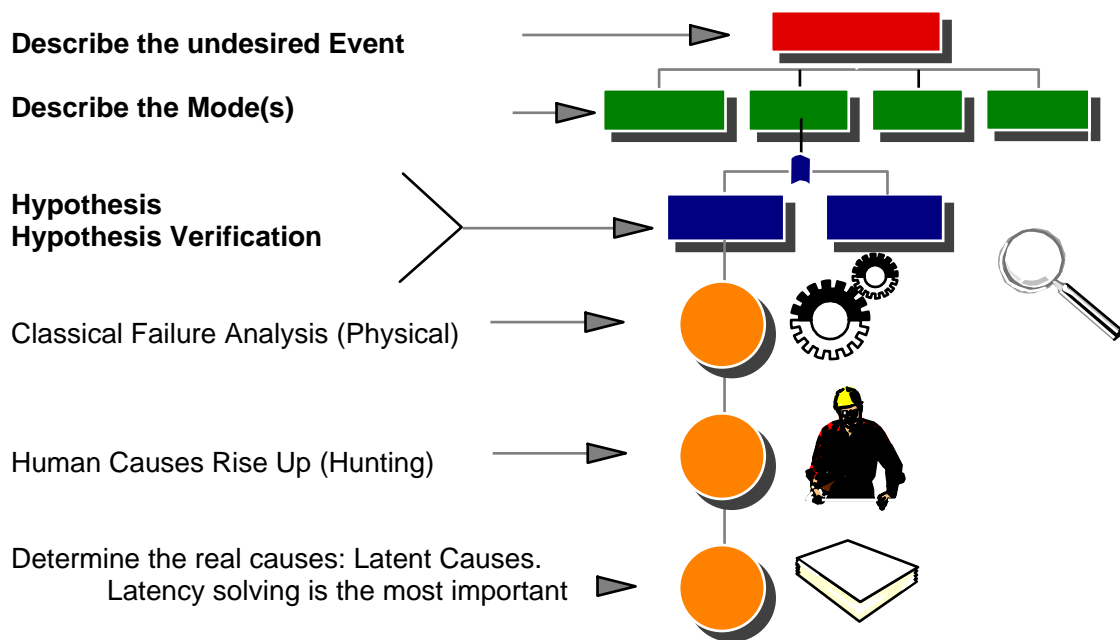 Describe the undesired Event
Describe the Mode(s)
Hypothesis
Hypothesis Verification
Classical Failure Analysis (Physical)
Human Causes Rise Up (Hunting)
Determine the real causes: Latent Causes.
Latency solving is the most important